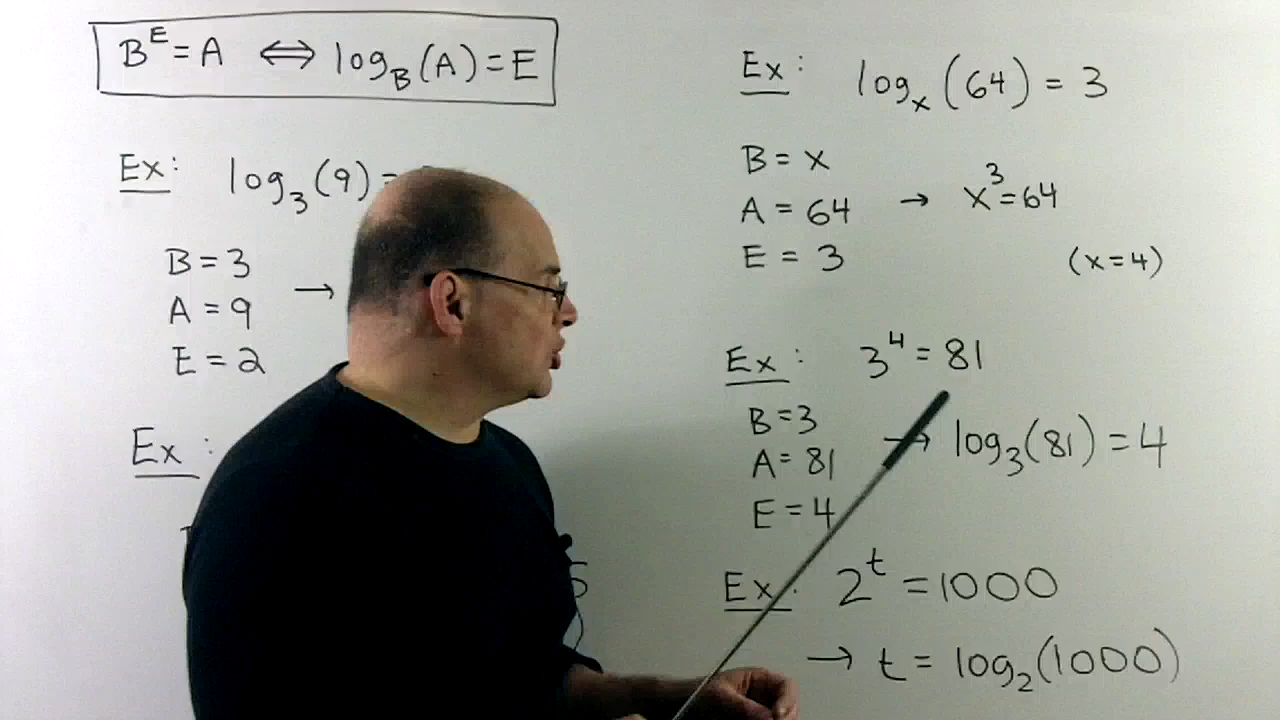 B^E = A ⟺ log_B(A) = E
Ex: log_3(9) =
B = 3
A = 9 →
E = 2
Ex:
5
Ex: log_x(64) = 3
B = x
A = 64 → x^3 = 64
E = 3 (x = 4)
Ex: 3^4 = 81
B = 3
A = 81 → log_3(81) = 4
E = 4
Ex: 2^t = 1000
→ t = log_2(1000)